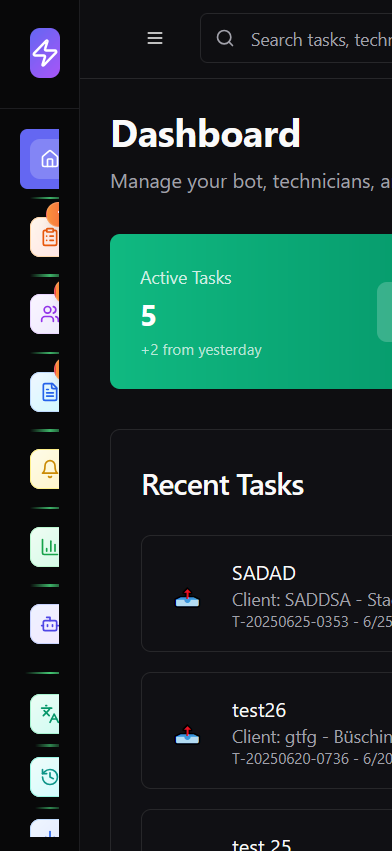 Search tasks, techn
Dashboard
Manage your bot, technicians, a
Active Tasks
5
+2 from yesterday
Recent Tasks
SADAD
Client: SADDSA - Sta
T-20250625-0353 - 6/25
test26
Client: gtfg - Büschin
T-20250620-0736 - 6/20
test 25